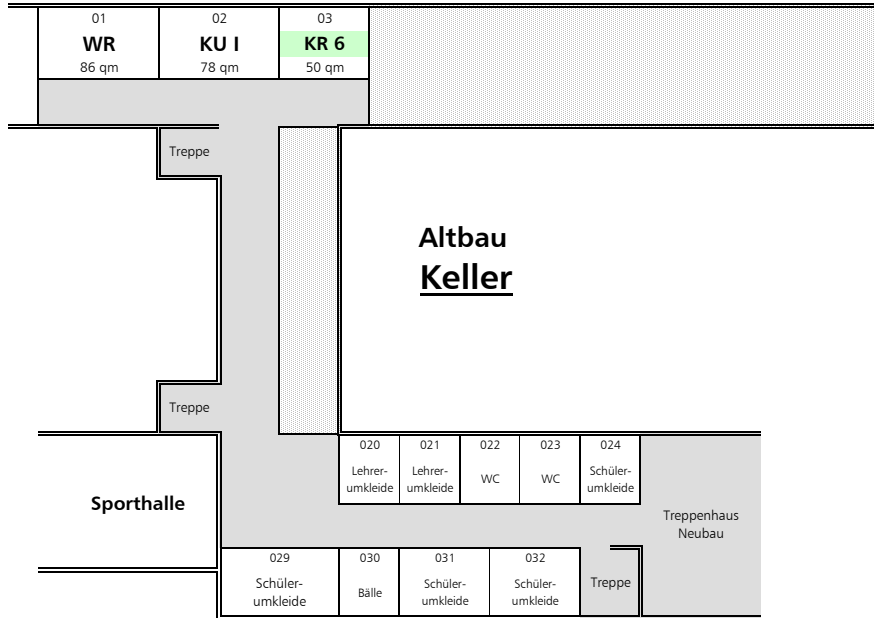 01
WR
86 qm
02
KU I
78 qm
03
KR 6
50 qm
Treppe
Altbau
Keller
Treppe
Sporthalle
020
Lehrer-
umkleide
021
Lehrer-
umkleide
022
WC
023
WC
024
Schüler-
umkleide
Treppenhaus
Neubau
029
Schüler-
umkleide
030
Bälle
031
Schüler-
umkleide
032
Schüler-
umkleide
Treppe